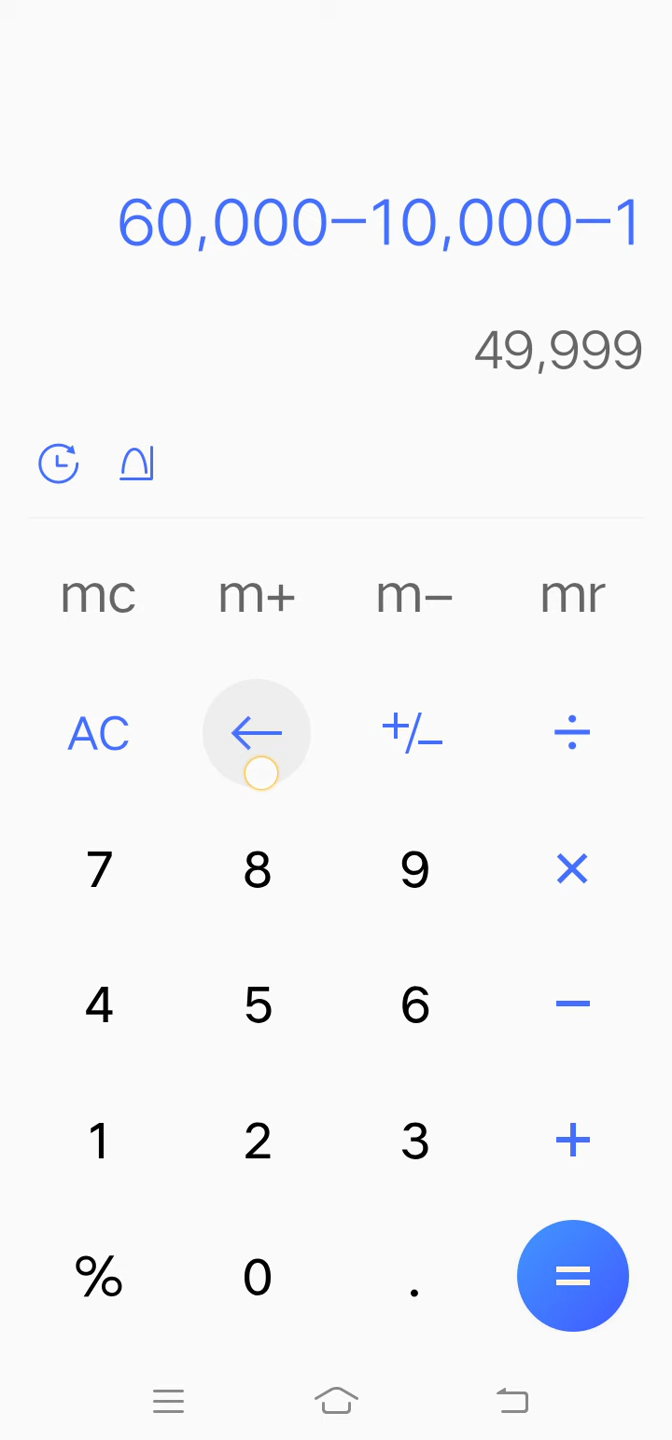 60,000−10,000−1
49,999
mc m+ m− mr
AC ← +/− ÷
7 8 9 ×
4 5 6 −
1 2 3 +
% 0 . =